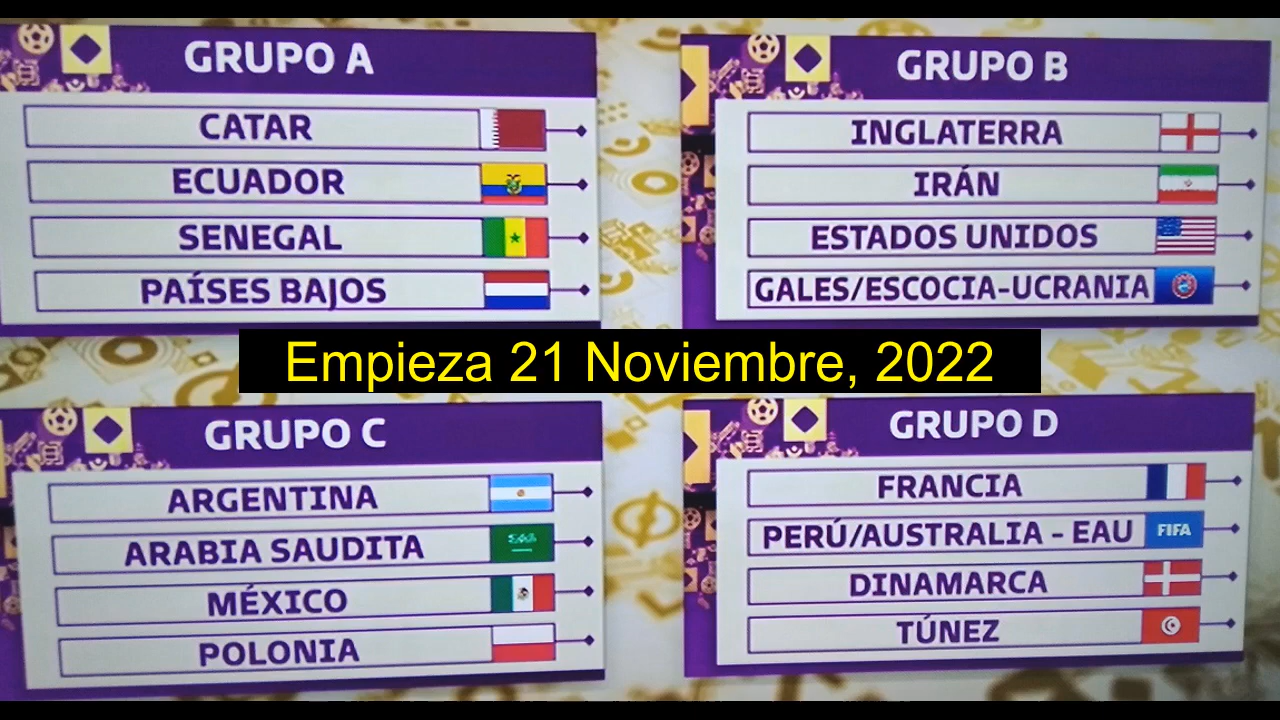 GRUPO A
CATAR
ECUADOR
SENEGAL
PAÍSES BAJOS
GRUPO B
INGLATERRA
IRÁN
ESTADOS UNIDOS
GALES/ESCOCIA-UCRANIA
Empieza 21 Noviembre, 2022
GRUPO C
ARGENTINA
ARABIA SAUDITA
MÉXICO
POLONIA
GRUPO D
FRANCIA
PERÚ/AUSTRALIA - EAU
FIFA
DINAMARCA
TÚNEZ